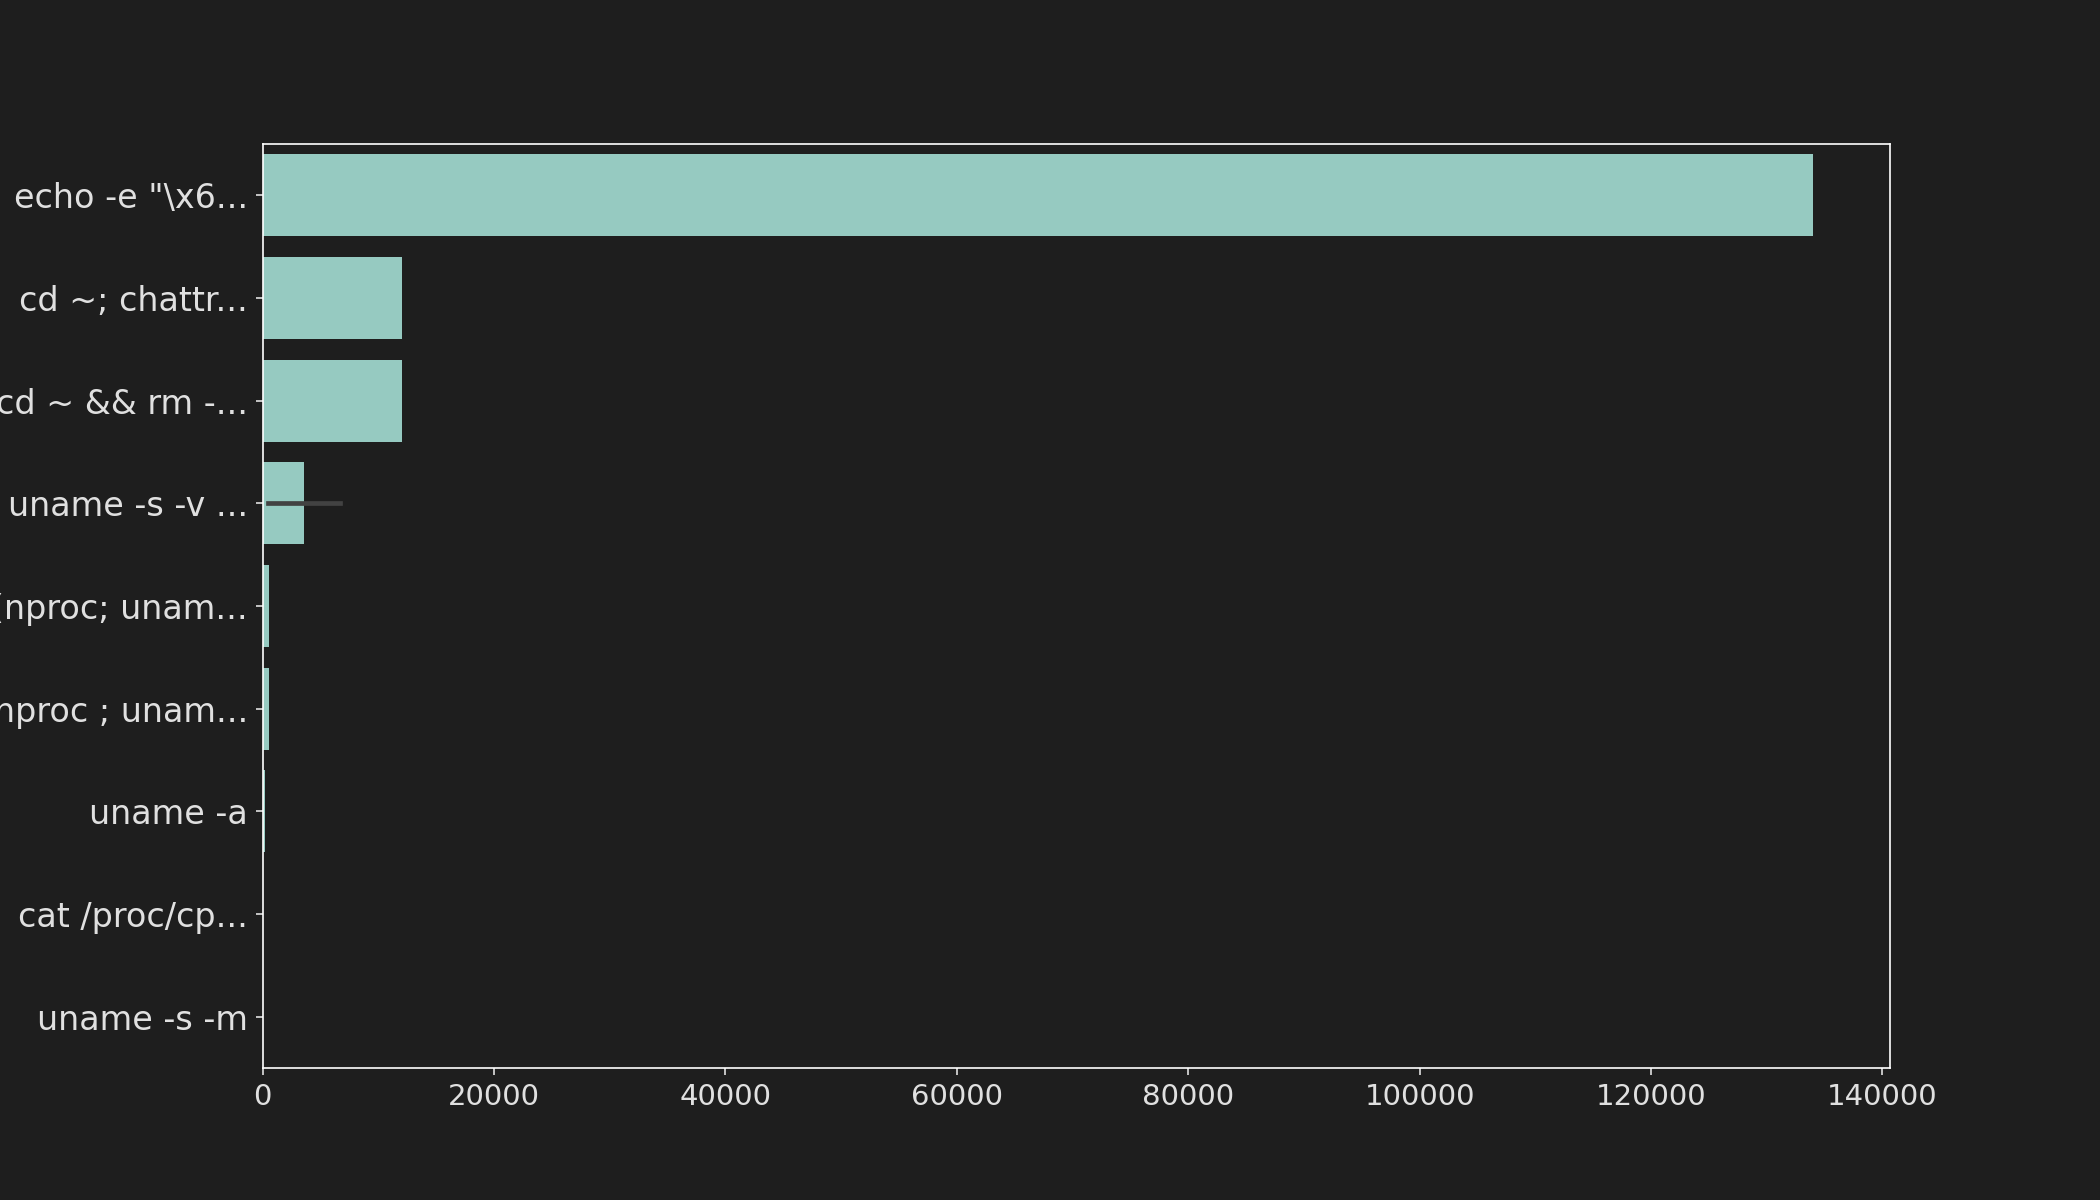 echo -e "\x6...
cd ~; chattr...
cd ~ && rm -...
uname -s -v ...
(nproc; unam...
nproc ; unam...
uname -a
cat /proc/cp...
uname -s -m
0 20000 40000 60000 80000 100000 120000 140000